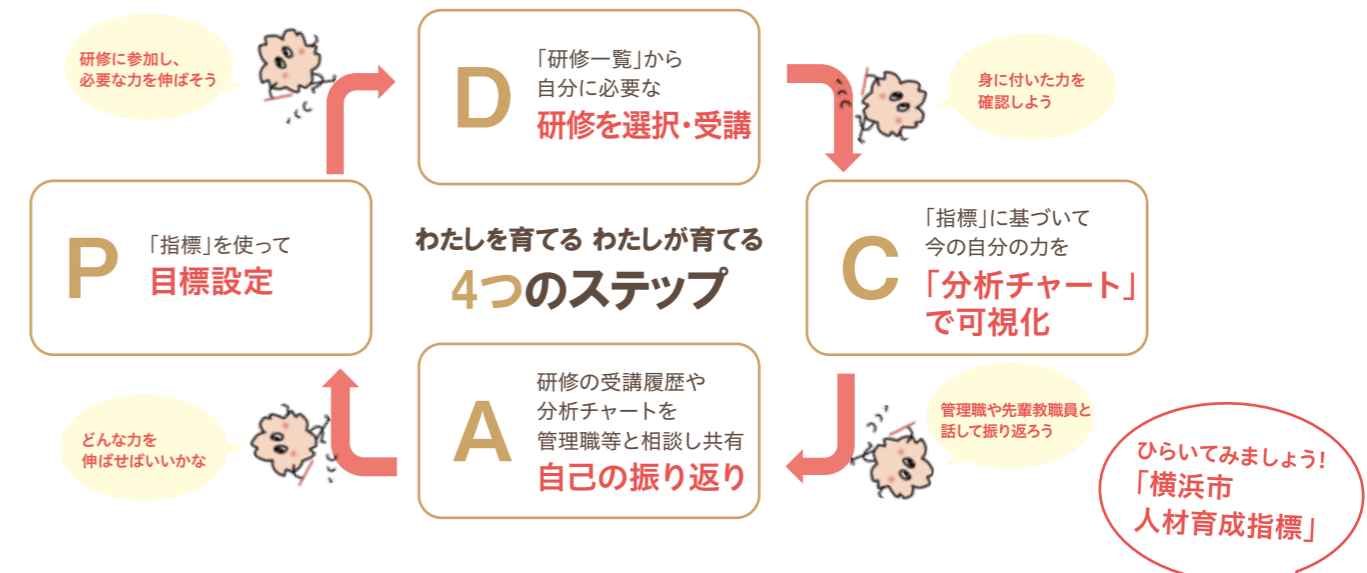 研修に参加し、
必要な力を伸ばそう
D
「研修一覧」から
自分に必要な
研修を選択・受講
身に付いた力を
確認しよう
P
「指標」を使って
目標設定
わたしを育てる わたしが育てる
4つのステップ
C
「指標」に基づいて
今の自分の力を
「分析チャート」
で可視化
どんな力を
伸ばせばいいかな
A
研修の受講履歴や
分析チャートを
管理職等と相談し共有
自己の振り返り
管理職や先輩教職員と
話して振り返ろう
ひらいてみましょう!
「横浜市
人材育成指標」